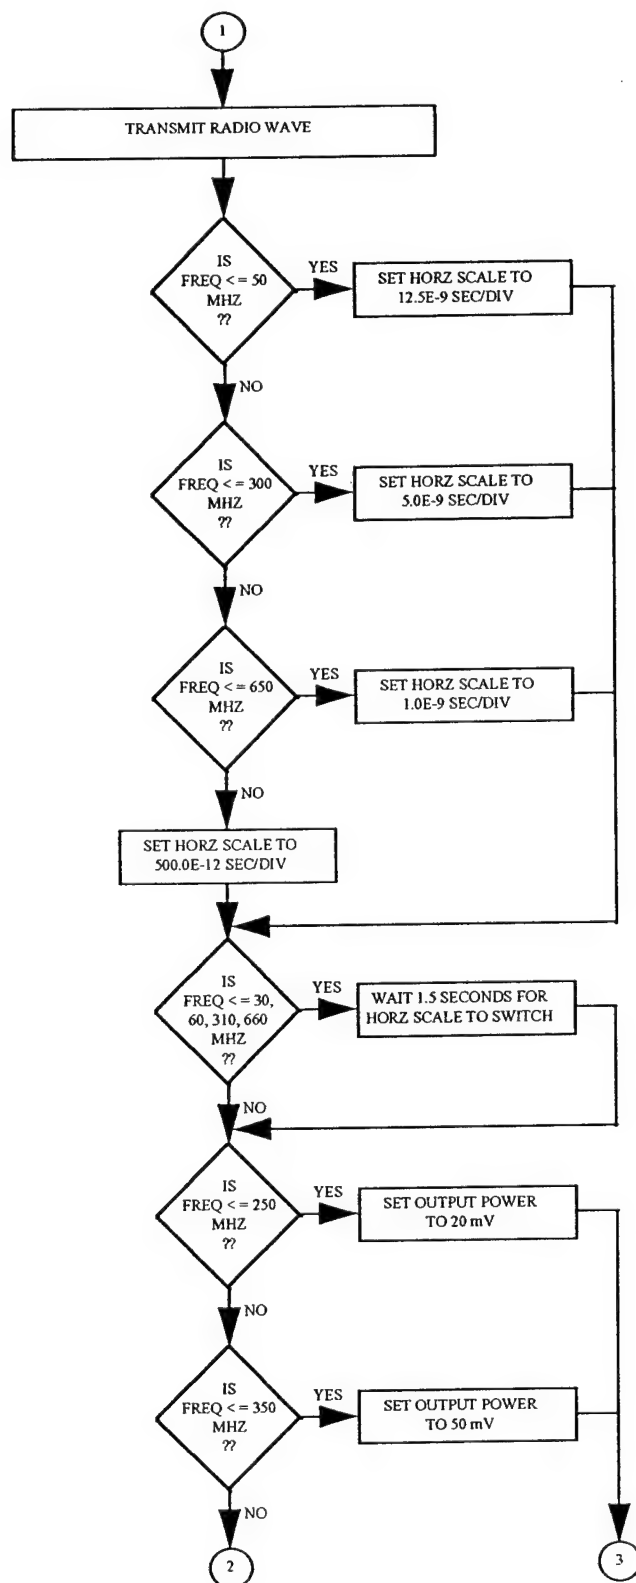 1
TRANSMIT RADIO WAVE
IS
FREQ < = 50
MHZ
??
YES
SET HORZ SCALE TO
12.5E-9 SEC/DIV
NO
IS
FREQ < = 300
MHZ
??
YES
SET HORZ SCALE TO
5.0E-9 SEC/DIV
NO
IS
FREQ < = 650
MHZ
??
YES
SET HORZ SCALE TO
1.0E-9 SEC/DIV
NO
SET HORZ SCALE TO
500.0E-12 SEC/DIV
IS
FREQ < = 30,
60, 310, 660
MHZ
??
YES
WAIT 1.5 SECONDS FOR
HORZ SCALE TO SWITCH
NO
IS
FREQ < = 250
MHZ
??
YES
SET OUTPUT POWER
TO 20 mV
NO
IS
FREQ < = 350
MHZ
??
YES
SET OUTPUT POWER
TO 50 mV
NO
2
3